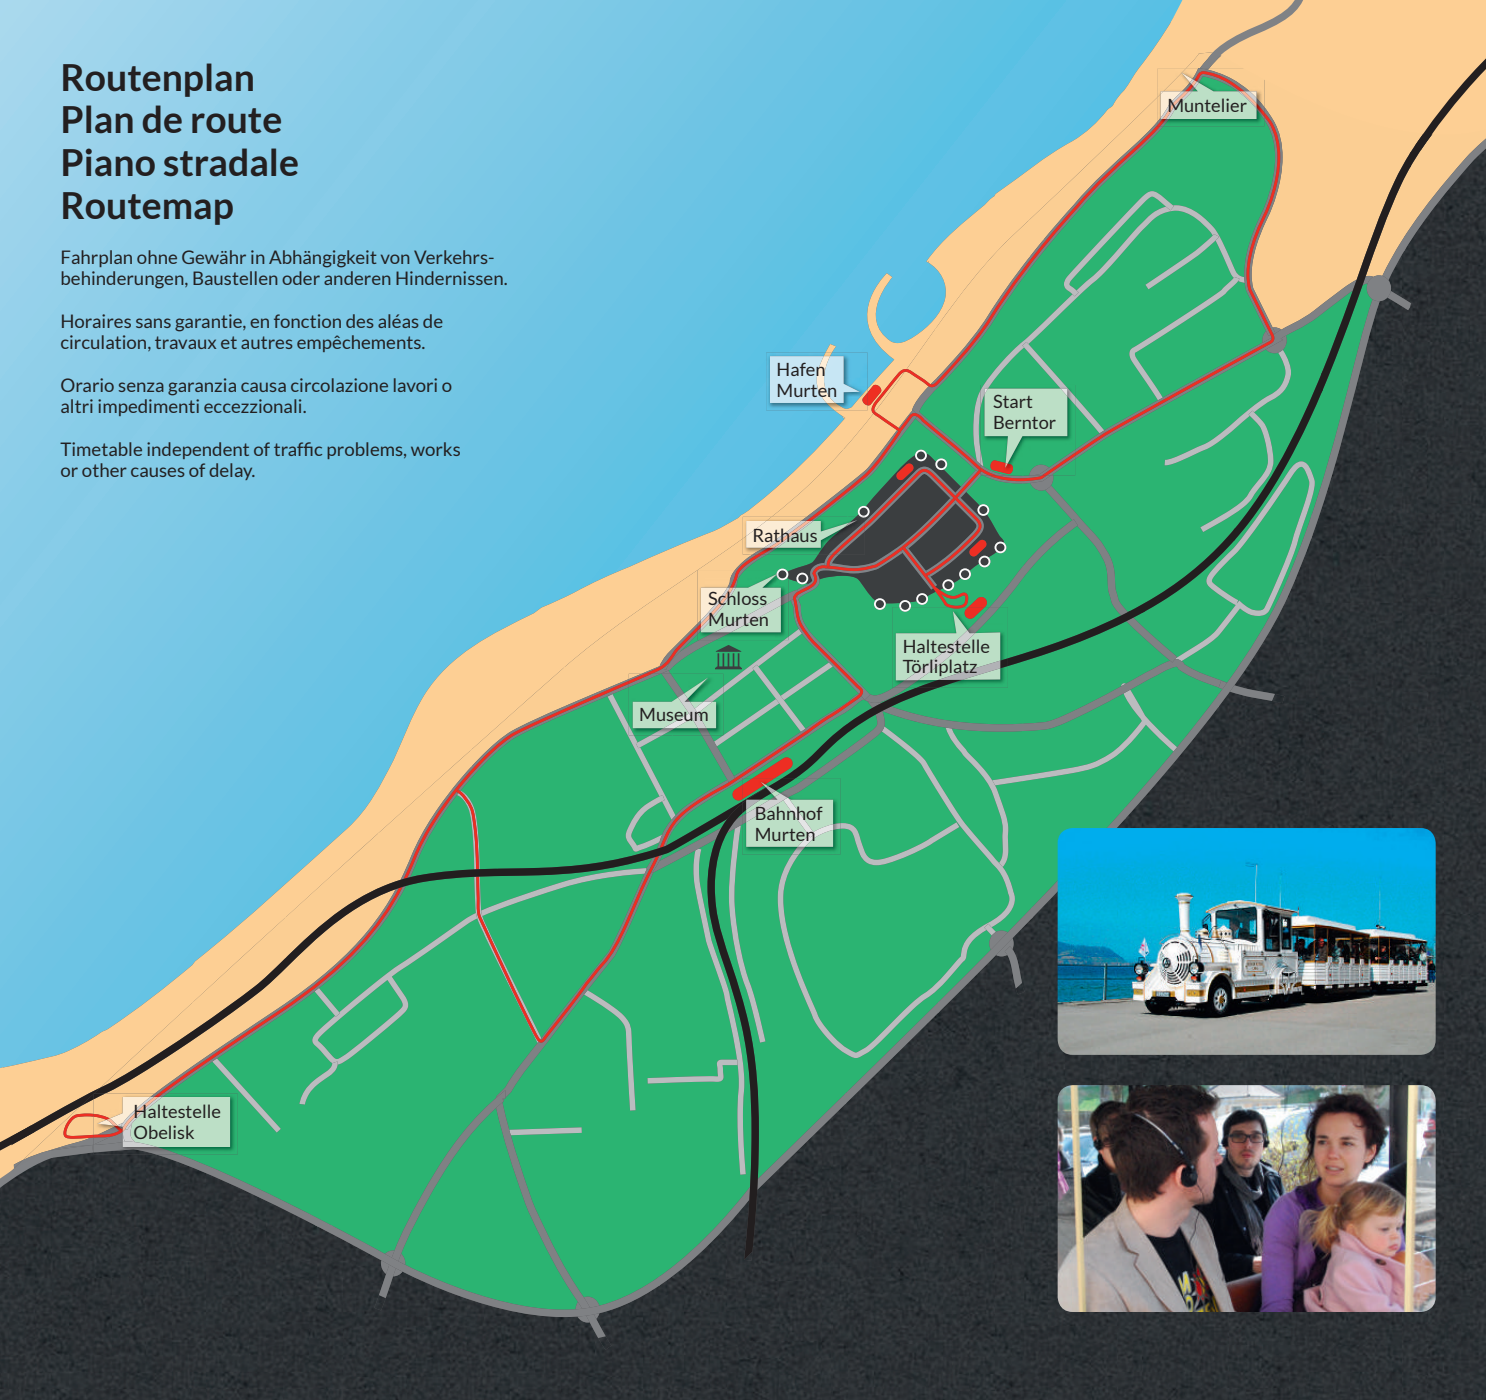 Routenplan
Plan de route
Piano stradale
Routemap
Fahrplan ohne Gewähr in Abhängigkeit von Verkehrs-
behinderungen, Baustellen oder anderen Hindernissen.
Horaires sans garantie, en fonction des aléas de
circulation, travaux et autres empêchements.
Orario senza garanzia causa circolazione lavori o
altri impedimenti eccezzionali.
Timetable independent of traffic problems, works
or other causes of delay.
Muntelier
Hafen
Murten
Start
Berntor
Rathaus
Schloss
Murten
Haltestelle
Törliplatz
Museum
Bahnhof
Murten
Haltestelle
Obelisk